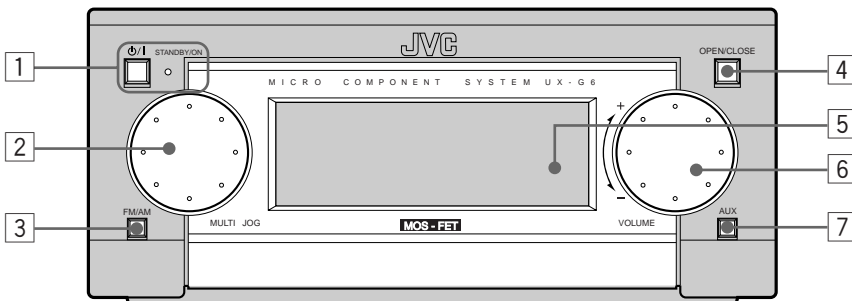 JVC
1
⏻/I STANDBY/ON
OPEN/CLOSE
4
MICRO COMPONENT SYSTEM UX-G6
+
5
2
6
FM/AM
3
MULTI JOG
MOS-FET
−
VOLUME
AUX
7